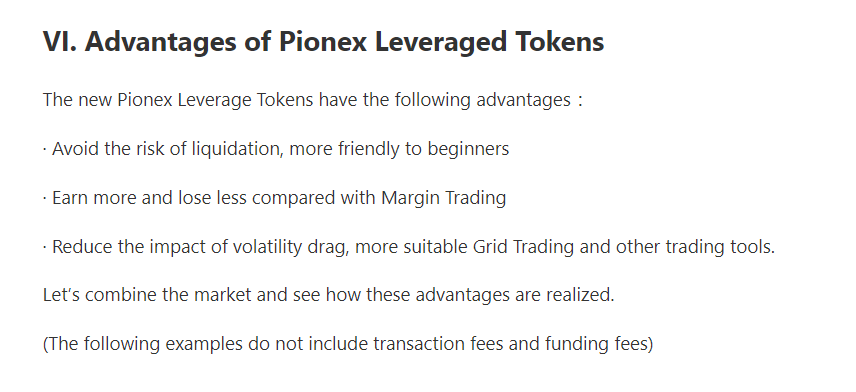 VI. Advantages of Pionex Leveraged Tokens
The new Pionex Leverage Tokens have the following advantages：
· Avoid the risk of liquidation, more friendly to beginners
· Earn more and lose less compared with Margin Trading
· Reduce the impact of volatility drag, more suitable Grid Trading and other trading tools.
Let’s combine the market and see how these advantages are realized.
(The following examples do not include transaction fees and funding fees)